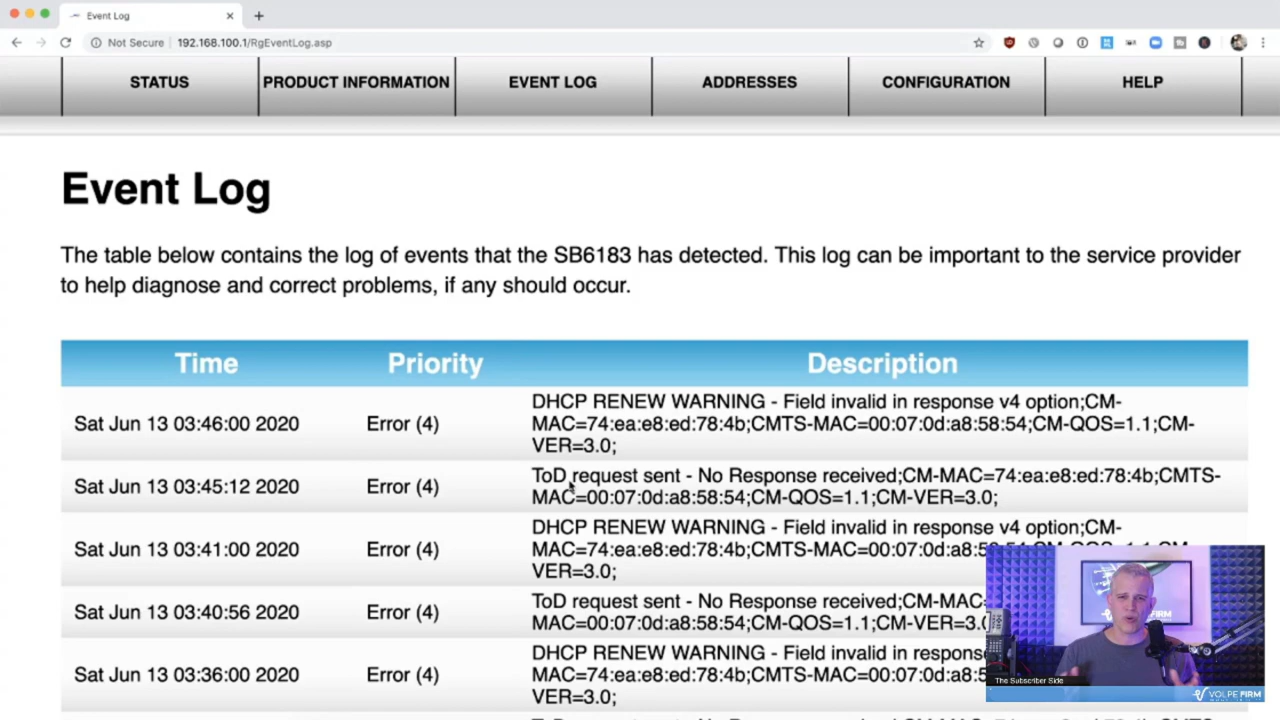 Event Log
Not Secure
192.168.100.1/RgEventLog.asp
STATUS
PRODUCT INFORMATION
EVENT LOG
ADDRESSES
CONFIGURATION
HELP
Event Log
The table below contains the log of events that the SB6183 has detected. This log can be important to the service provider
to help diagnose and correct problems, if any should occur.
Time
Priority
Description
Sat Jun 13 03:46:00 2020
Error (4)
DHCP RENEW WARNING - Field invalid in response v4 option;CM-
MAC=74:ea:e8:ed:78:4b;CMTS-MAC=00:07:0d:a8:58:54;CM-QOS=1.1;CM-
VER=3.0;
Sat Jun 13 03:45:12 2020
Error (4)
ToD request sent - No Response received;CM-MAC=74:ea:e8:ed:78:4b;CMTS-
MAC=00:07:0d:a8:58:54;CM-QOS=1.1;CM-VER=3.0;
Sat Jun 13 03:41:00 2020
Error (4)
DHCP RENEW WARNING - Field invalid in response v4 option;CM-
MAC=74:ea:e8:ed:78:4b;CMTS-MAC=00:07:0d:a8:5
VER=3.0;
Sat Jun 13 03:40:56 2020
Error (4)
ToD request sent - No Response received;CM-MAC=
MAC=00:07:0d:a8:58:54;CM-QOS=1.1;CM-VER=3.0
Sat Jun 13 03:36:00 2020
Error (4)
DHCP RENEW WARNING - Field invalid in response
MAC=74:ea:e8:ed:78:4b;CMTS-MAC=00:07:0d:a8:5
VER=3.0;
FIRM
The Subscriber Side
VOLPE FIRM